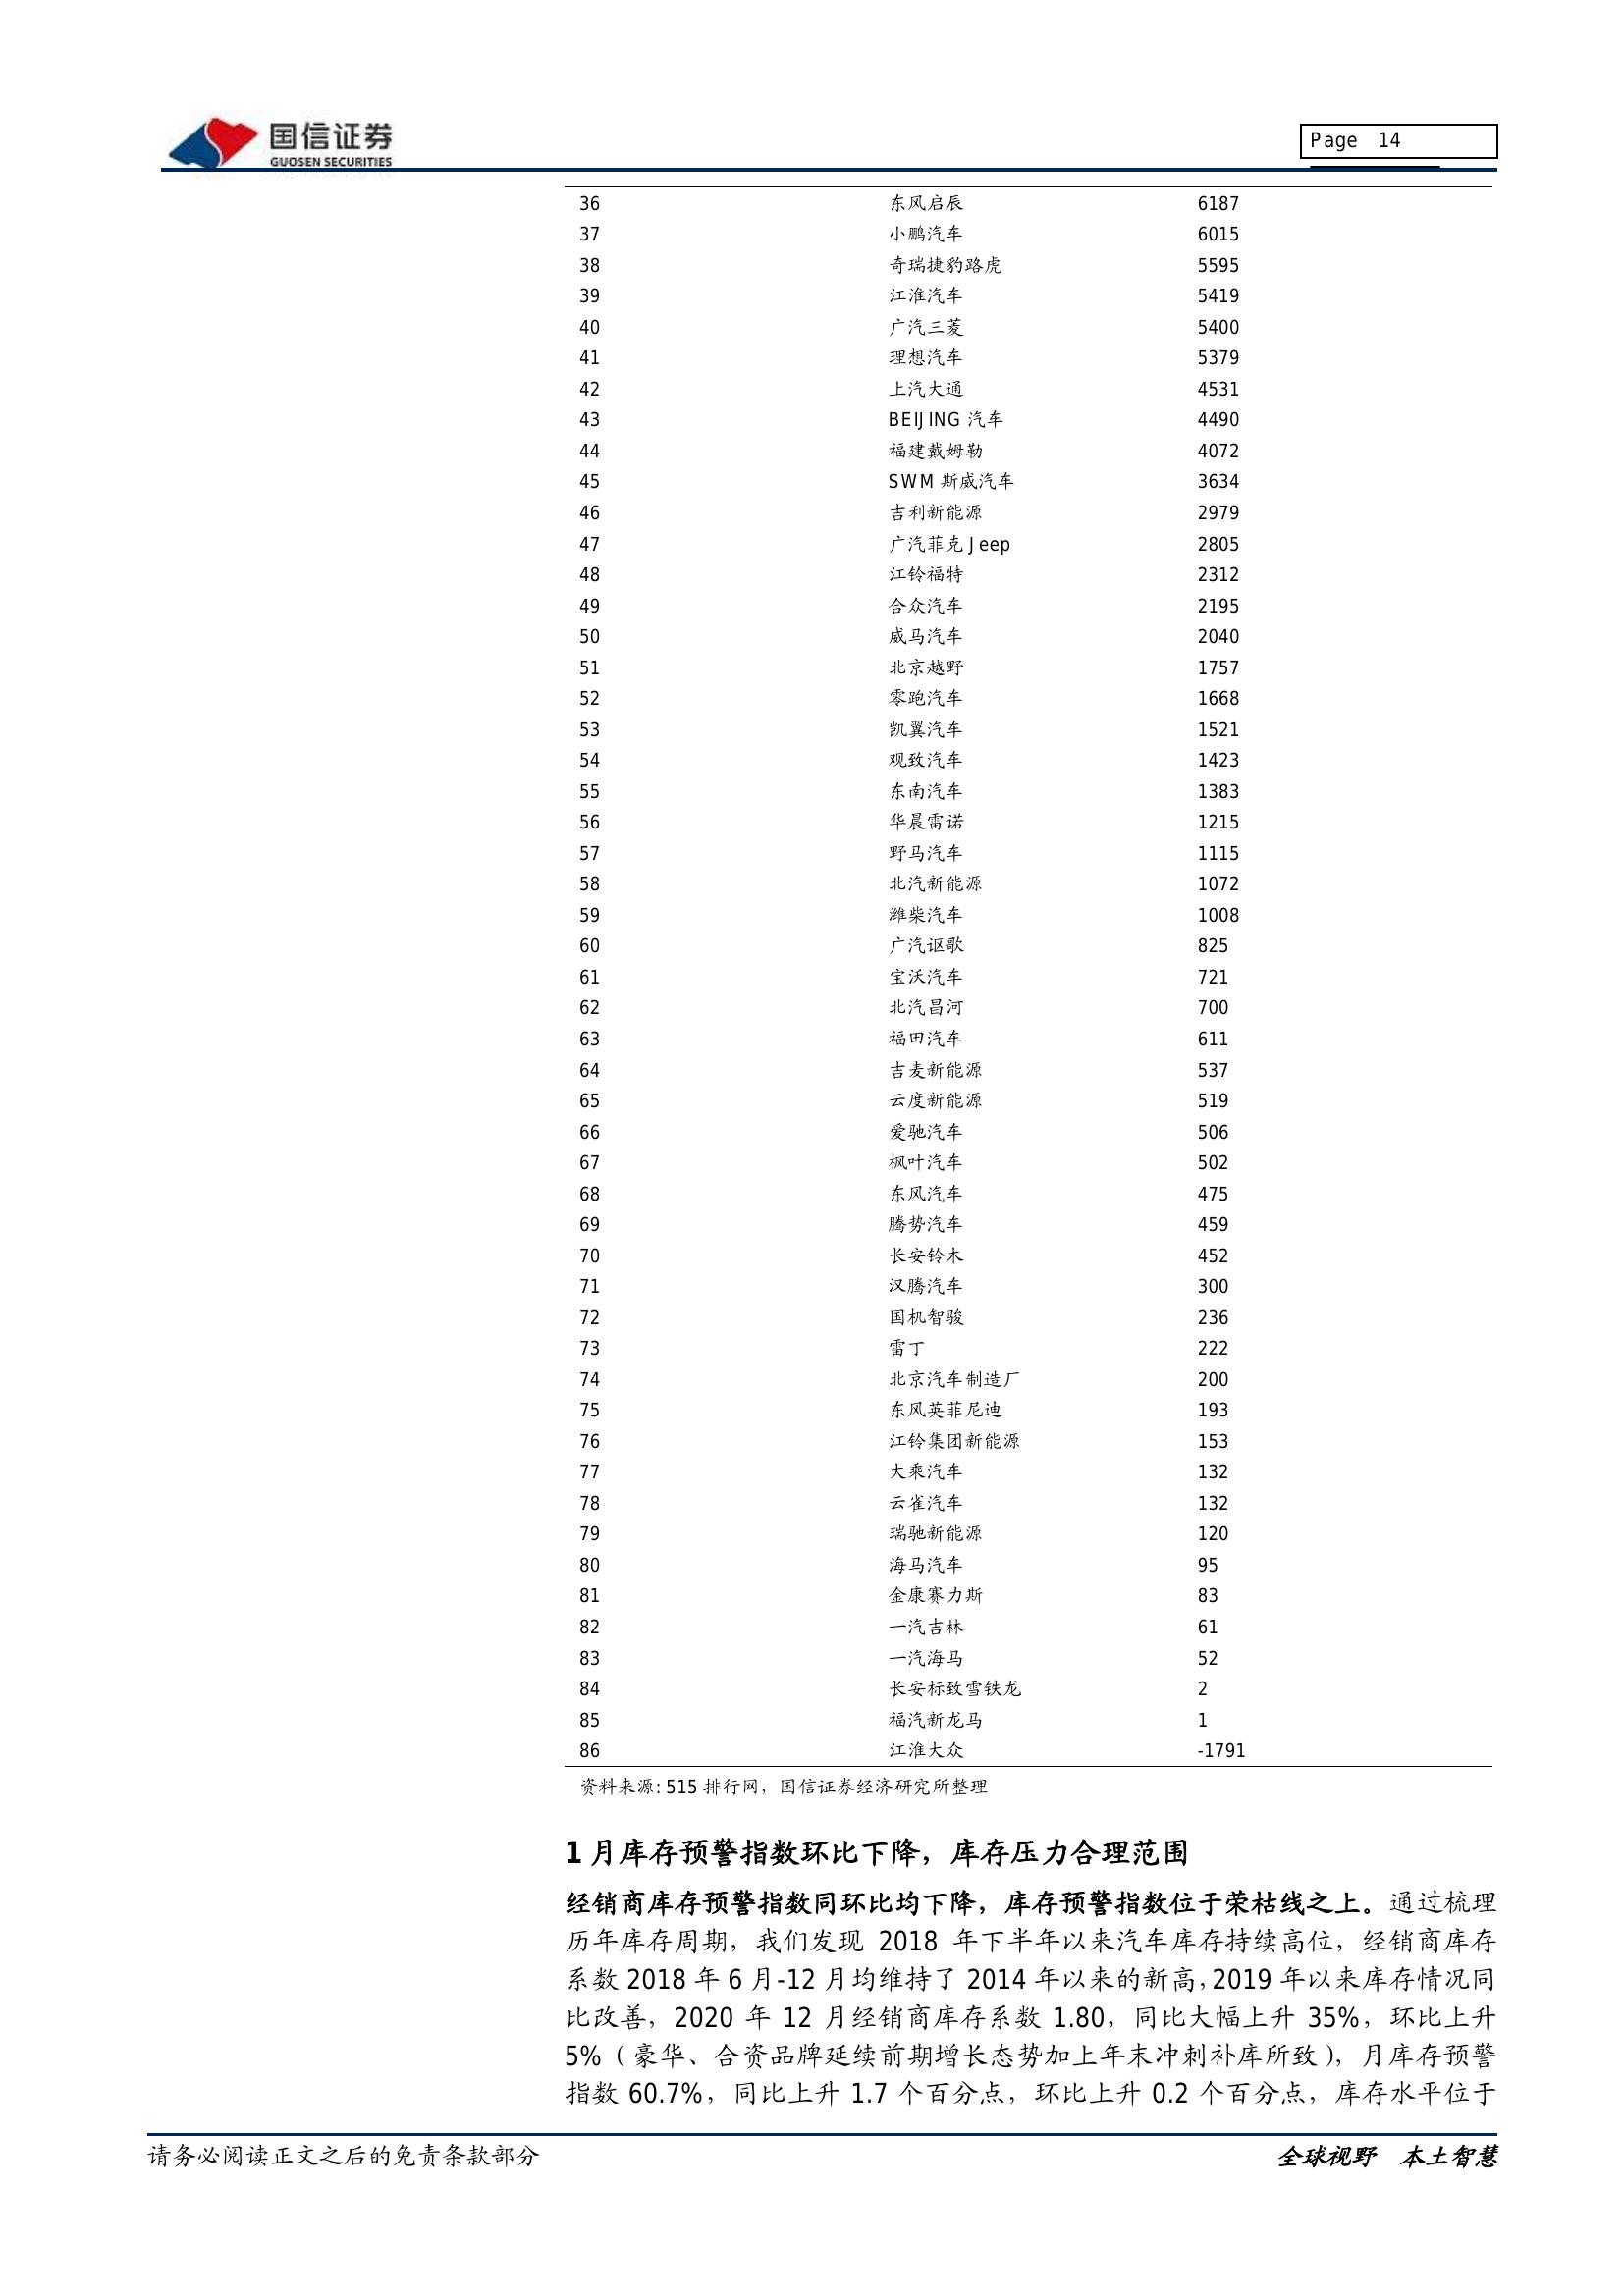 国信证券
GUOSEN SECURITIES
Page 14
36 东风启辰 6187
37 小鹏汽车 6015
38 奇瑞捷豹路虎 5595
39 江淮汽车 5419
40 广汽三菱 5400
41 理想汽车 5379
42 上汽大通 4531
43 BEIJING 汽车 4490
44 福建戴姆勒 4072
45 SWM 斯威汽车 3634
46 吉利新能源 2979
47 广汽菲克 Jeep 2805
48 江铃福特 2312
49 合众汽车 2195
50 威马汽车 2040
51 北京越野 1757
52 零跑汽车 1668
53 凯翼汽车 1521
54 观致汽车 1423
55 东南汽车 1383
56 华晨雷诺 1215
57 野马汽车 1115
58 北汽新能源 1072
59 潍柴汽车 1008
60 广汽讴歌 825
61 宝沃汽车 721
62 北汽昌河 700
63 福田汽车 611
64 吉麦新能源 537
65 云度新能源 519
66 爱驰汽车 506
67 枫叶汽车 502
68 东风汽车 475
69 腾势汽车 459
70 长安铃木 452
71 汉腾汽车 300
72 国机智骏 236
73 雷丁 222
74 北京汽车制造厂 200
75 东风英菲尼迪 193
76 江铃集团新能源 153
77 大乘汽车 132
78 云雀汽车 132
79 瑞驰新能源 120
80 海马汽车 95
81 金康赛力斯 83
82 一汽吉林 61
83 一汽海马 52
84 长安标致雪铁龙 2
85 福汽新龙马 1
86 江淮大众 -1791
资料来源：515 排行网，国信证券经济研究所整理
1 月库存预警指数环比下降，库存压力合理范围
经销商库存预警指数同环比均下降，库存预警指数位于荣枯线之上。通过梳理
历年库存周期，我们发现 2018 年下半年以来汽车库存持续高位，经销商库存
系数 2018 年 6 月-12 月均维持了 2014 年以来的新高，2019 年以来库存情况同
比改善，2020 年 12 月经销商库存系数 1.80，同比大幅上升 35%，环比上升
5%（豪华、合资品牌延续前期增长态势加上年末冲刺补库所致），月库存预警
指数 60.7%，同比上升 1.7 个百分点，环比上升 0.2 个百分点，库存水平位于
请务必阅读正文之后的免责条款部分
全球视野 本土智慧